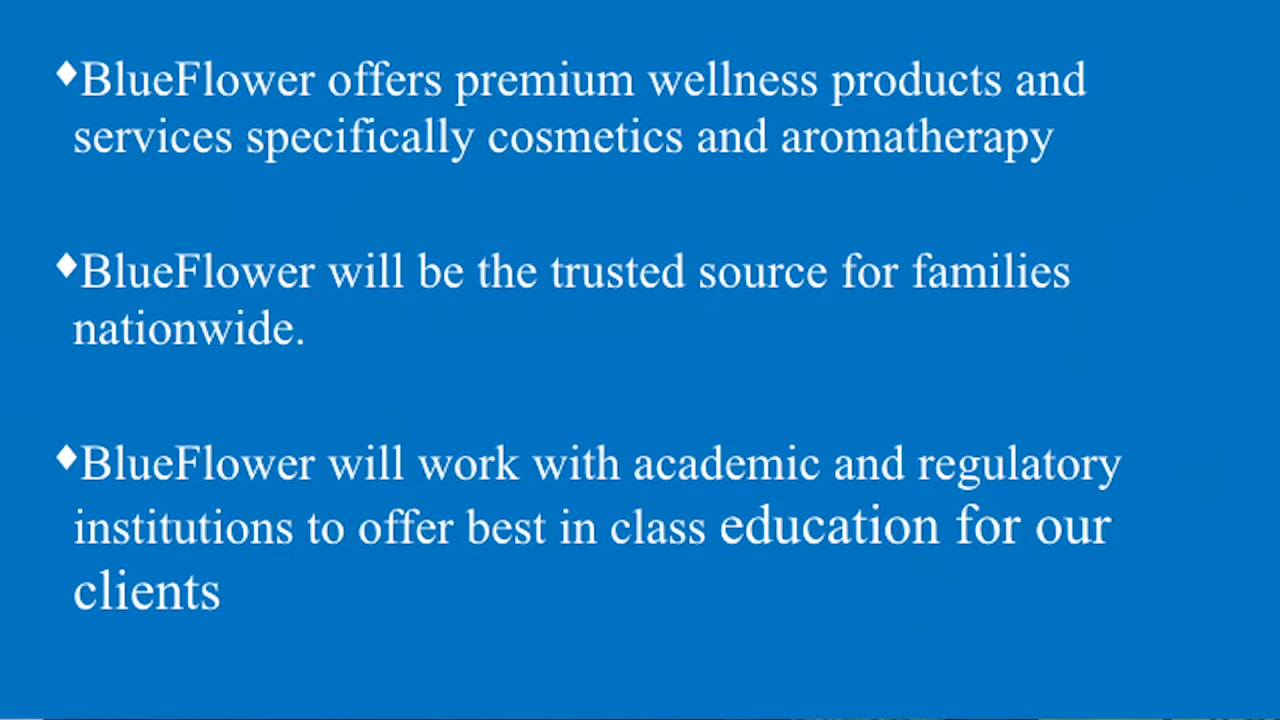 ♦BlueFlower offers premium wellness products and
services specifically cosmetics and aromatherapy
♦BlueFlower will be the trusted source for families
nationwide.
♦BlueFlower will work with academic and regulatory
institutions to offer best in class education for our
clients